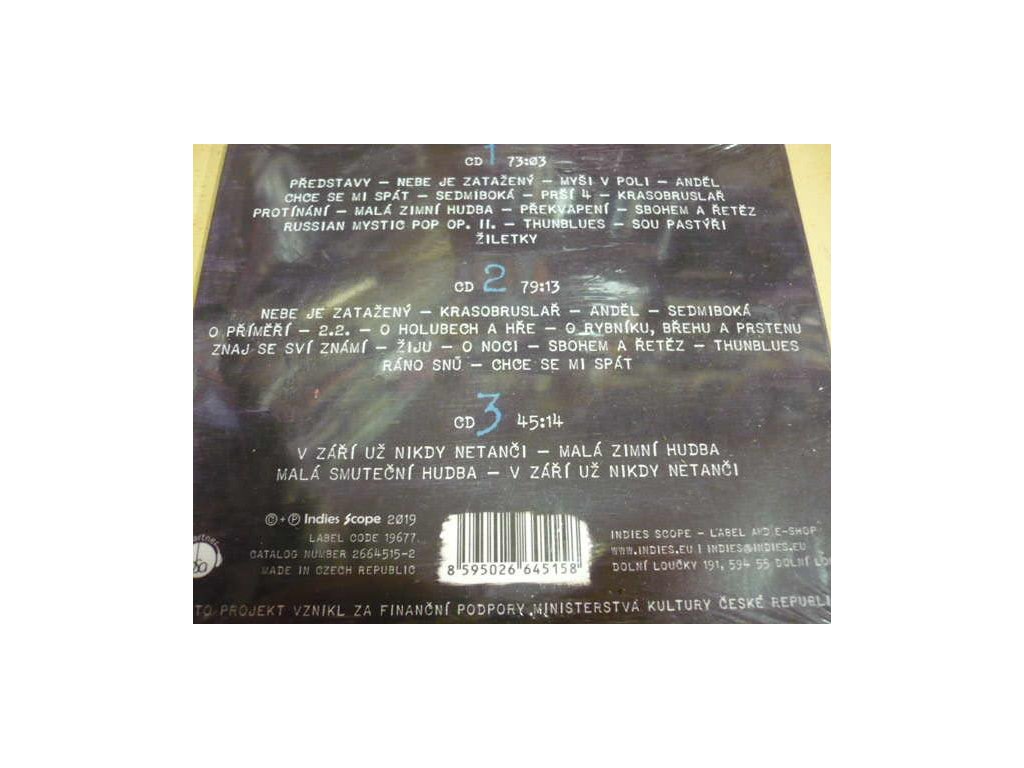 CD 1 73:03
PŘEDSTAVY – NEBE JE ZATAŽENÝ – MYŠI V POLI – ANDĚL
CHCE SE MI SPÁT – SEDMIBOKÁ – PRŠÍ 4 – KRASOBRUSLAŘ
PROTÍNÁNÍ – MALÁ ZIMNÍ HUDBA – PŘEKVAPENÍ – SBOHEM A ŘETĚZ
RUSSIAN MYSTIC POP OP. II. – THUNBLUES – SOU PASTÝŘI
ŽILETKY
CD 2 79:13
NEBE JE ZATAŽENÝ – KRASOBRUSLAŘ – ANDĚL – SEDMIBOKÁ
O PŘÍMĚŘÍ – 2.2. – O HOLUBECH A HŘE – O RYBNÍKU, BŘEHU A PRSTENU
ZNAJ SE SVÍ ZNÁMÍ – ŽIJU – O NOCI – SBOHEM A ŘETĚZ – THUNBLUES
RÁNO SNŮ – CHCE SE MI SPÁT
CD 3 45:14
V ZÁŘÍ UŽ NIKDY NETANČI – MALÁ ZIMNÍ HUDBA
MALÁ SMUTEČNÍ HUDBA – V ZÁŘÍ UŽ NIKDY NETANČI
©+℗ Indies Scope 2019
LABEL CODE 19677
CATALOG NUMBER 2664515-2
MADE IN CZECH REPUBLIC
8 595026 645158
INDIES SCOPE – LABEL AND E-SHOP
WWW.INDIES.EU | INDIES@INDIES.EU
DOLNÍ LOUČKY 191, 594 55 DOLNÍ
TO PROJEKT VZNIKL ZA FINANČNÍ PODPORY MINISTERSTVA KULTURY ČESKÉ REPUBLI